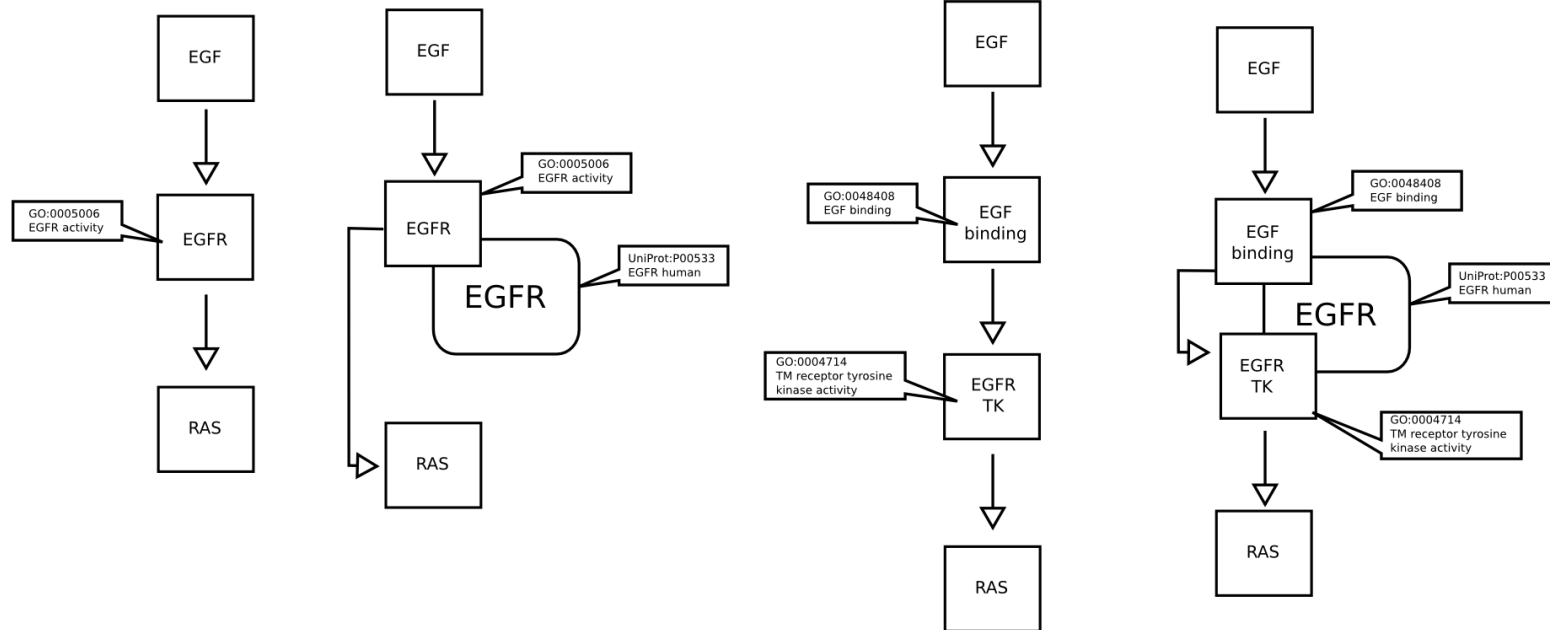 EGF
GO:0005006
EGFR activity
EGFR
RAS
EGF
GO:0005006
EGFR activity
EGFR
UniProt:P00533
EGFR human
EGFR
RAS
EGF
GO:0048408
EGF binding
EGF
binding
GO:0004714
TM receptor tyrosine
kinase activity
EGFR
TK
RAS
EGF
GO:0048408
EGF binding
EGF
binding
UniProt:P00533
EGFR human
EGFR
EGFR
TK
GO:0004714
TM receptor tyrosine
kinase activity
RAS